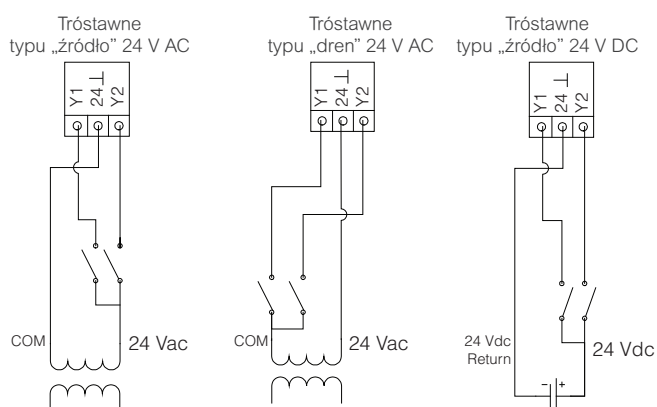 Tróstawne
typu „źródło” 24 V AC
Y1
24 ⊥
Y2
COM
24 Vac
Tróstawne
typu „dren” 24 V AC
Y1
24 ⊥
Y2
COM
24 Vac
Tróstawne
typu „źródło” 24 V DC
Y1
24 ⊥
Y2
24 Vdc
Return
- +
24 Vdc